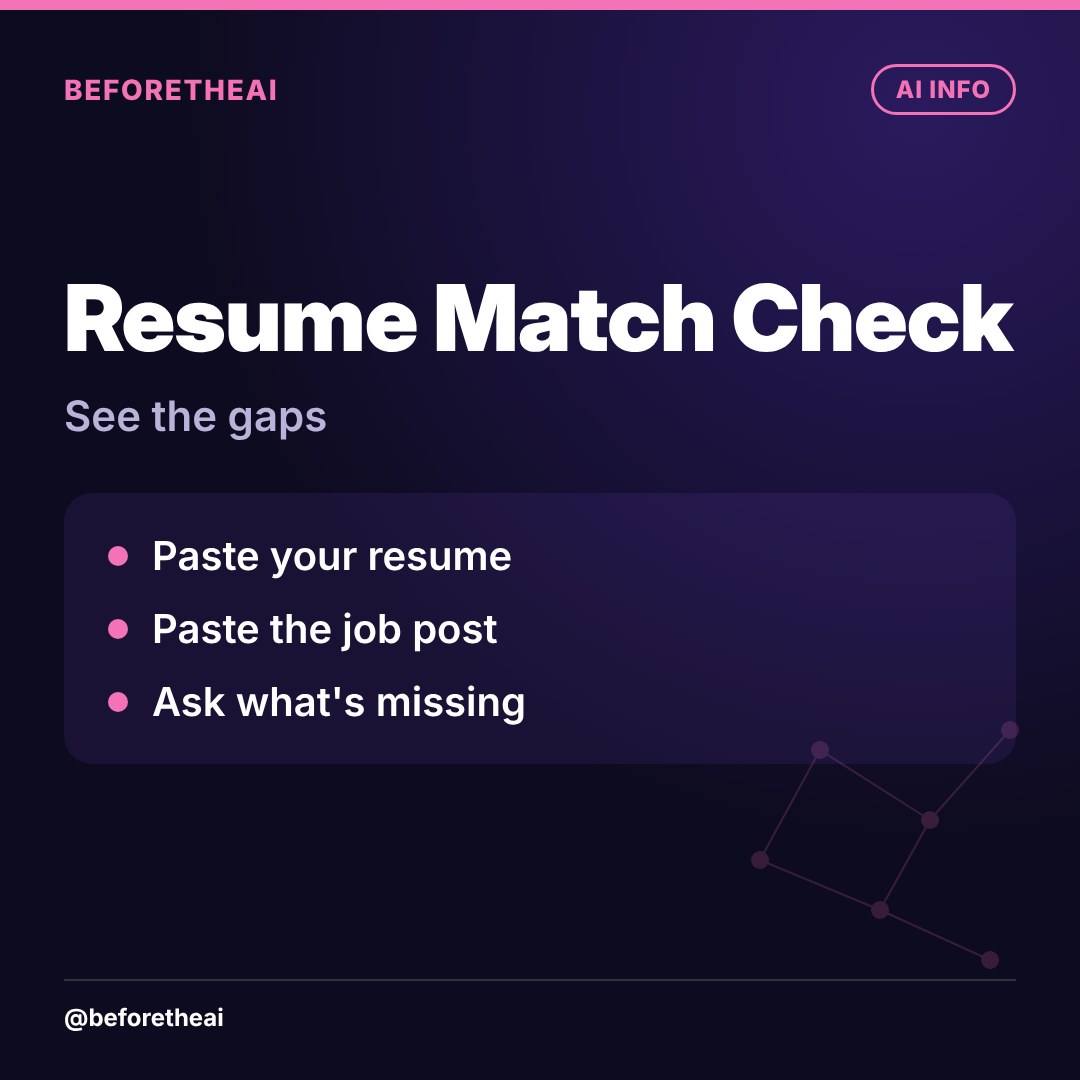 BEFORETHEAI
AI INFO
Resume Match Check
See the gaps
Paste your resume
Paste the job post
Ask what's missing
@beforetheai